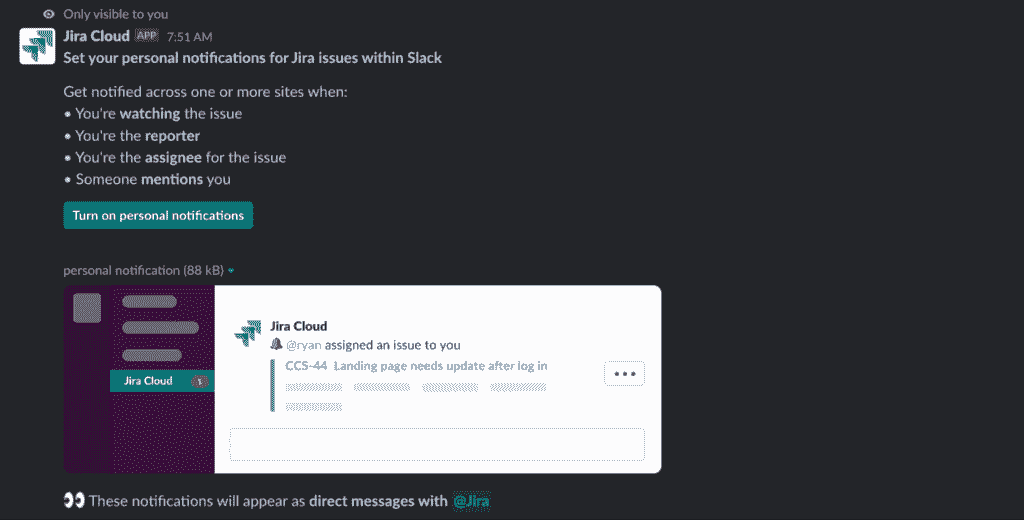 Only visible to you
Jira Cloud APP 7:51 AM
Set your personal notifications for Jira issues within Slack
Get notified across one or more sites when:
• You're watching the issue
• You're the reporter
• You're the assignee for the issue
• Someone mentions you
Turn on personal notifications
personal notification (88 kB)
Jira Cloud 1
Jira Cloud
@ryan assigned an issue to you
CCS-44 Landing page needs update after log in
These notifications will appear as direct messages with @Jira